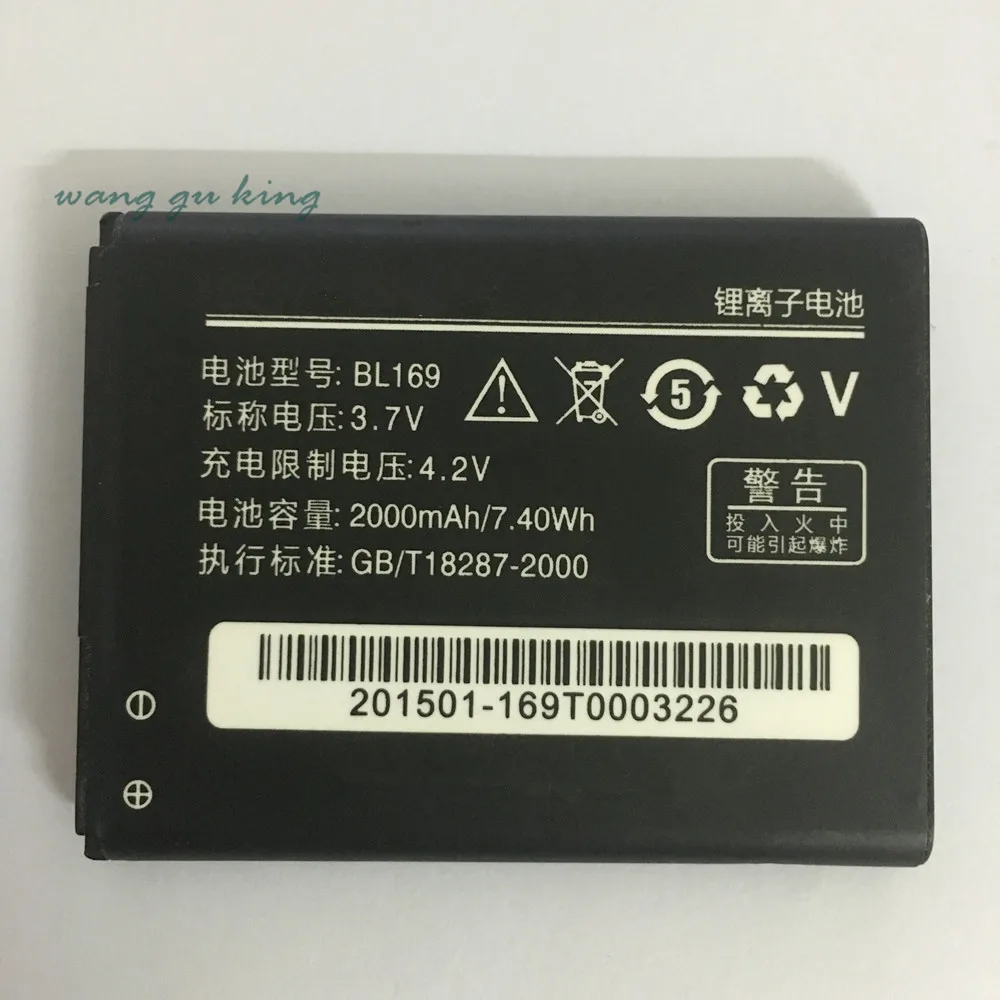 wang gu king
锂离子电池
电池型号: BL169
标称电压: 3.7V
充电限制电压: 4.2V
电池容量: 2000mAh/7.40Wh
执行标准: GB/T18287-2000
5
V
警告
投入火中
可能引起爆炸
201501-169T0003226